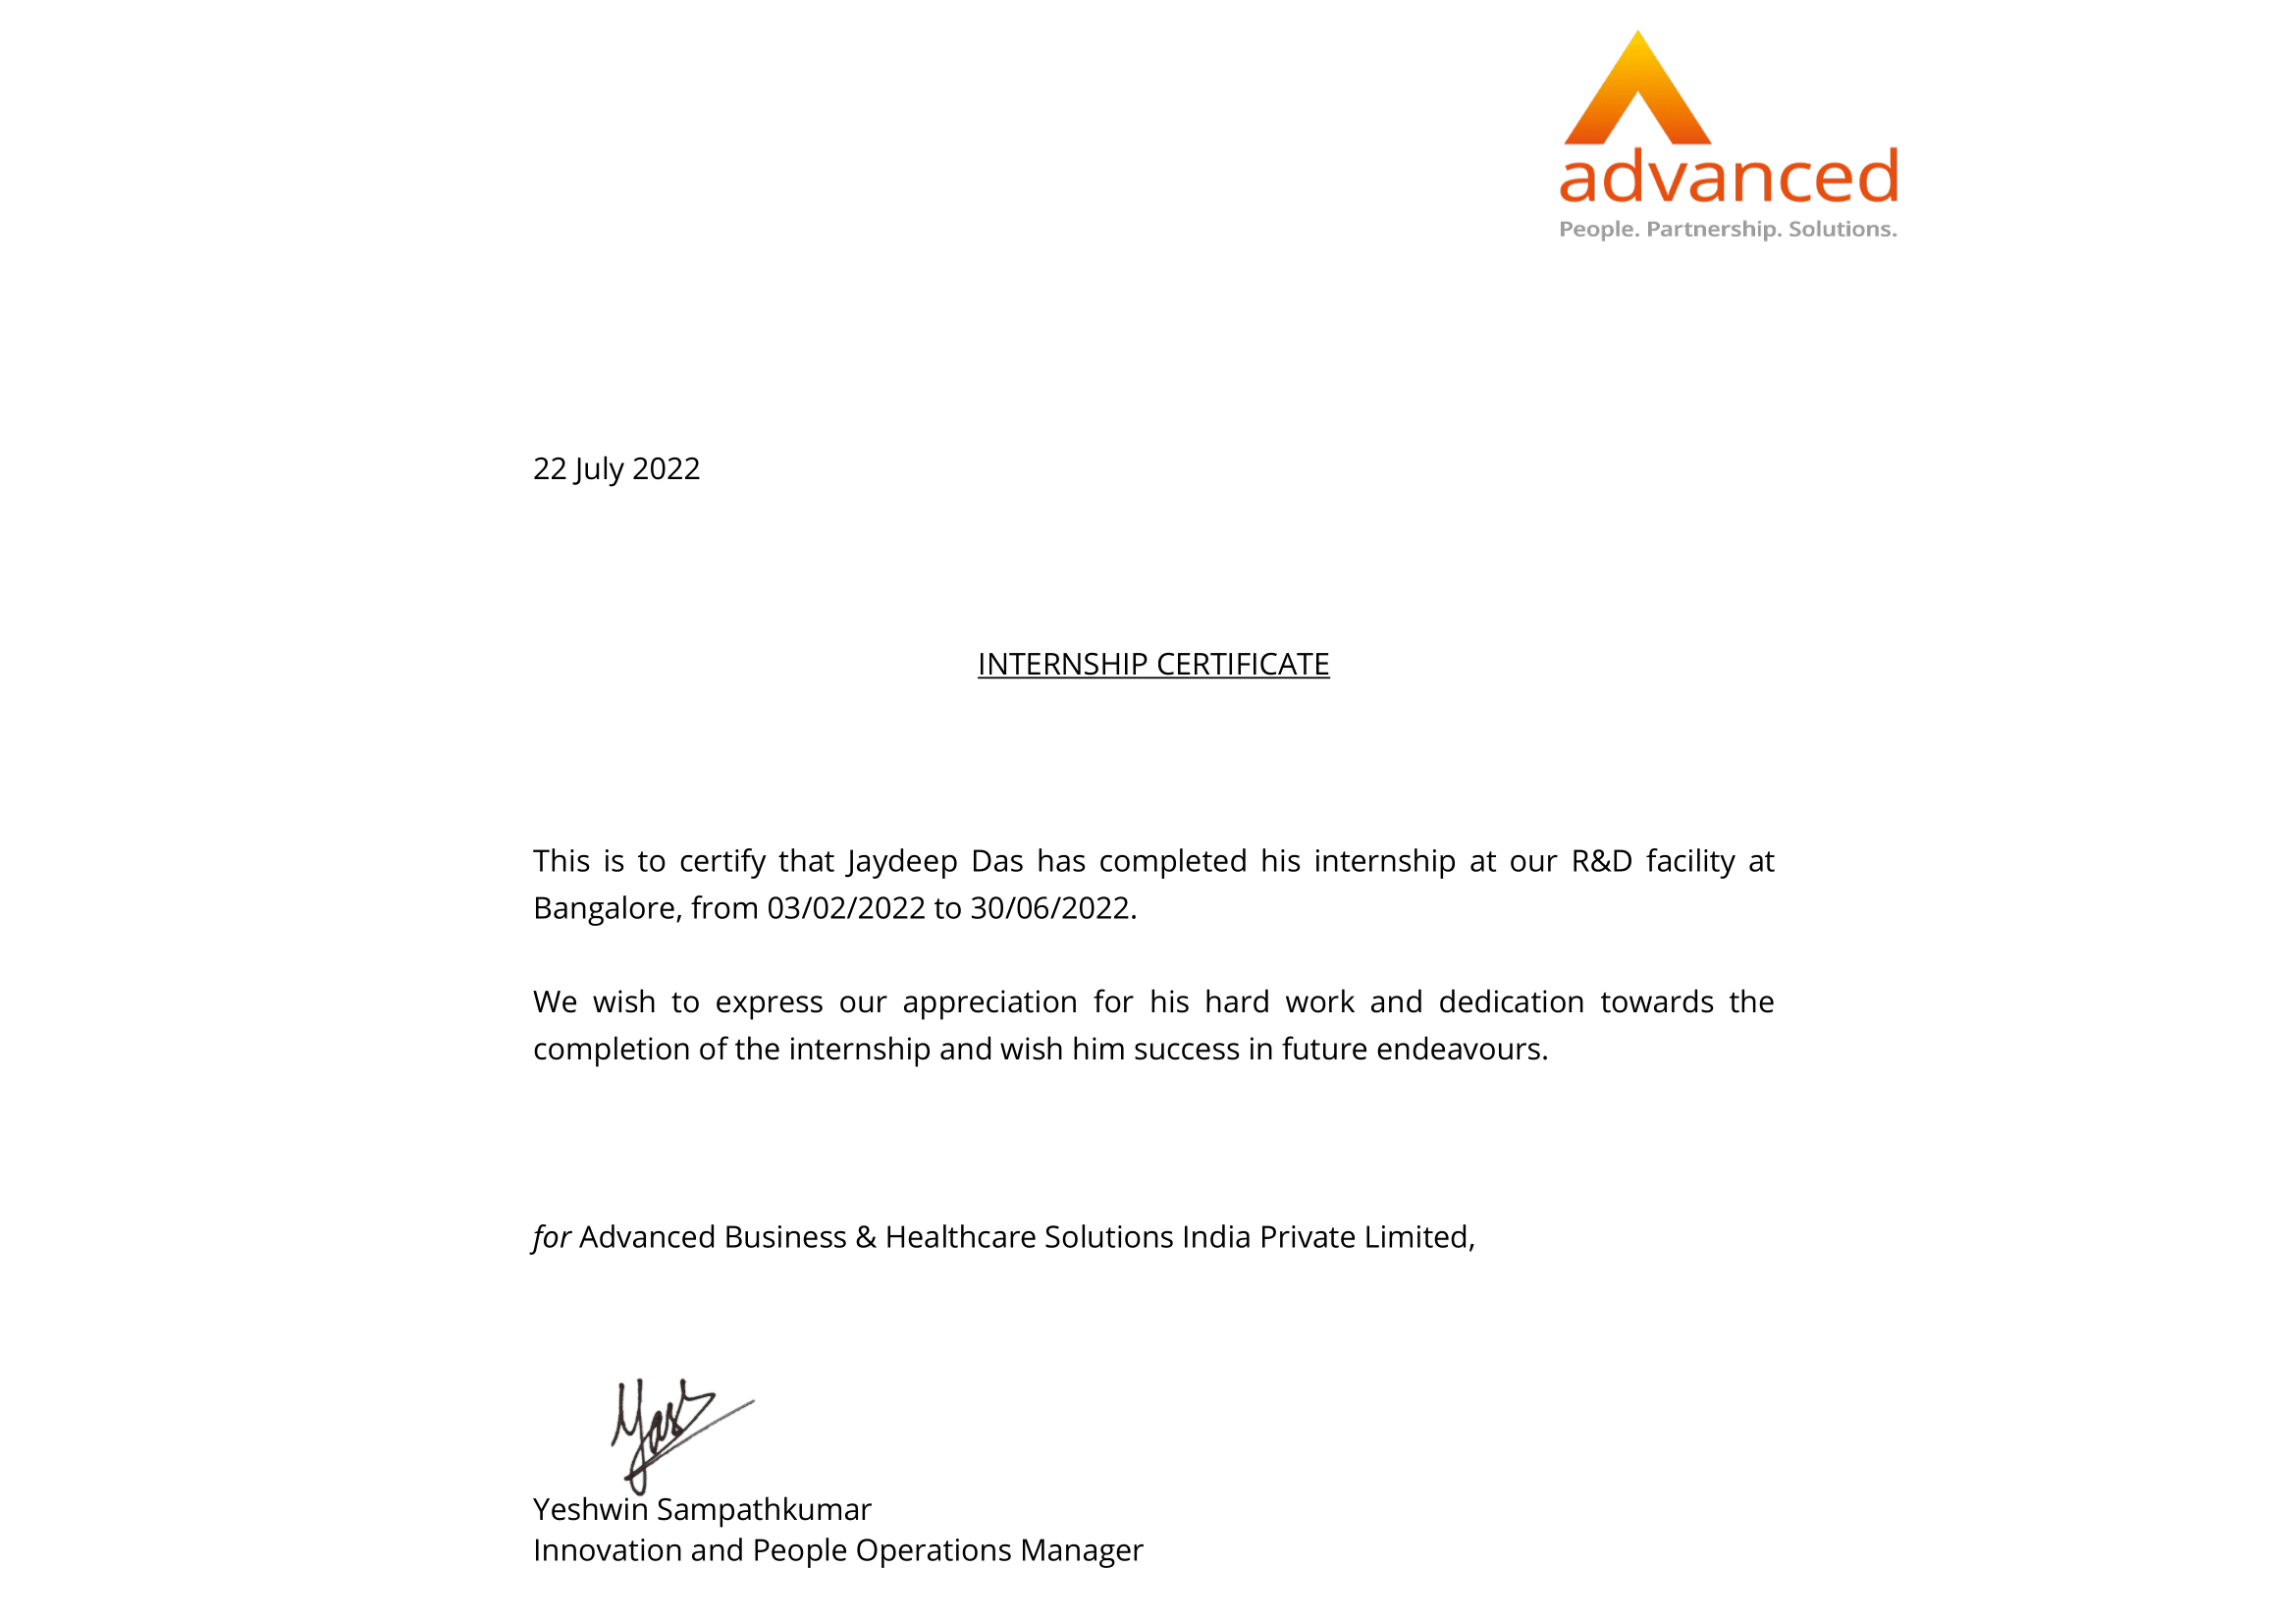 advanced
People. Partnership. Solutions.
22 July 2022
INTERNSHIP CERTIFICATE
This is to certify that Jaydeep Das has completed his internship at our R&D facility at
Bangalore, from 03/02/2022 to 30/06/2022.
We wish to express our appreciation for his hard work and dedication towards the
completion of the internship and wish him success in future endeavours.
for Advanced Business & Healthcare Solutions India Private Limited,
Yeshwin Sampathkumar
Innovation and People Operations Manager